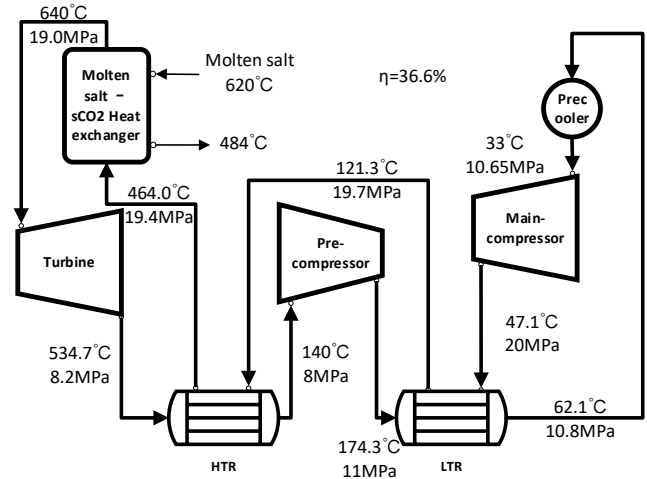 640℃
19.0MPa
Molten
salt –
sCO2 Heat
exchanger
Molten salt
620℃
η=36.6%
Prec
ooler
484℃
33℃
10.65MPa
121.3℃
19.7MPa
464.0℃
19.4MPa
Turbine
Pre-
compressor
Main-
compressor
534.7℃
8.2MPa
140℃
8MPa
47.1℃
20MPa
62.1℃
10.8MPa
174.3℃
11MPa
HTR
LTR